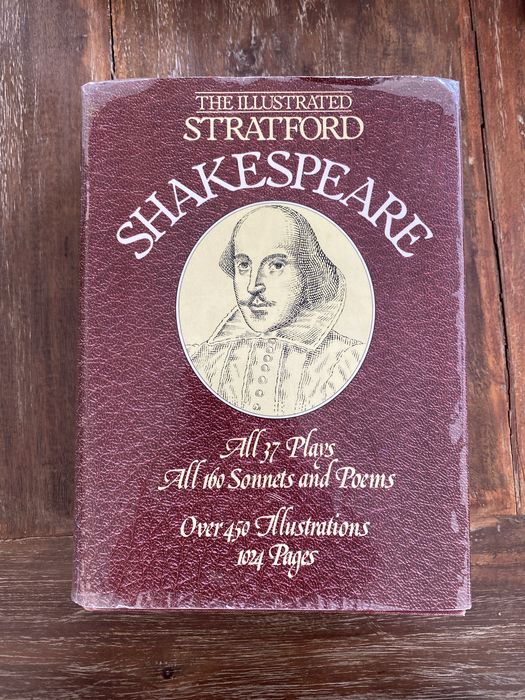 THE ILLUSTRATED
STRATFORD
SHAKESPEARE
All 37 Plays
All 160 Sonnets and Poems
Over 450 Illustrations
1024 Pages